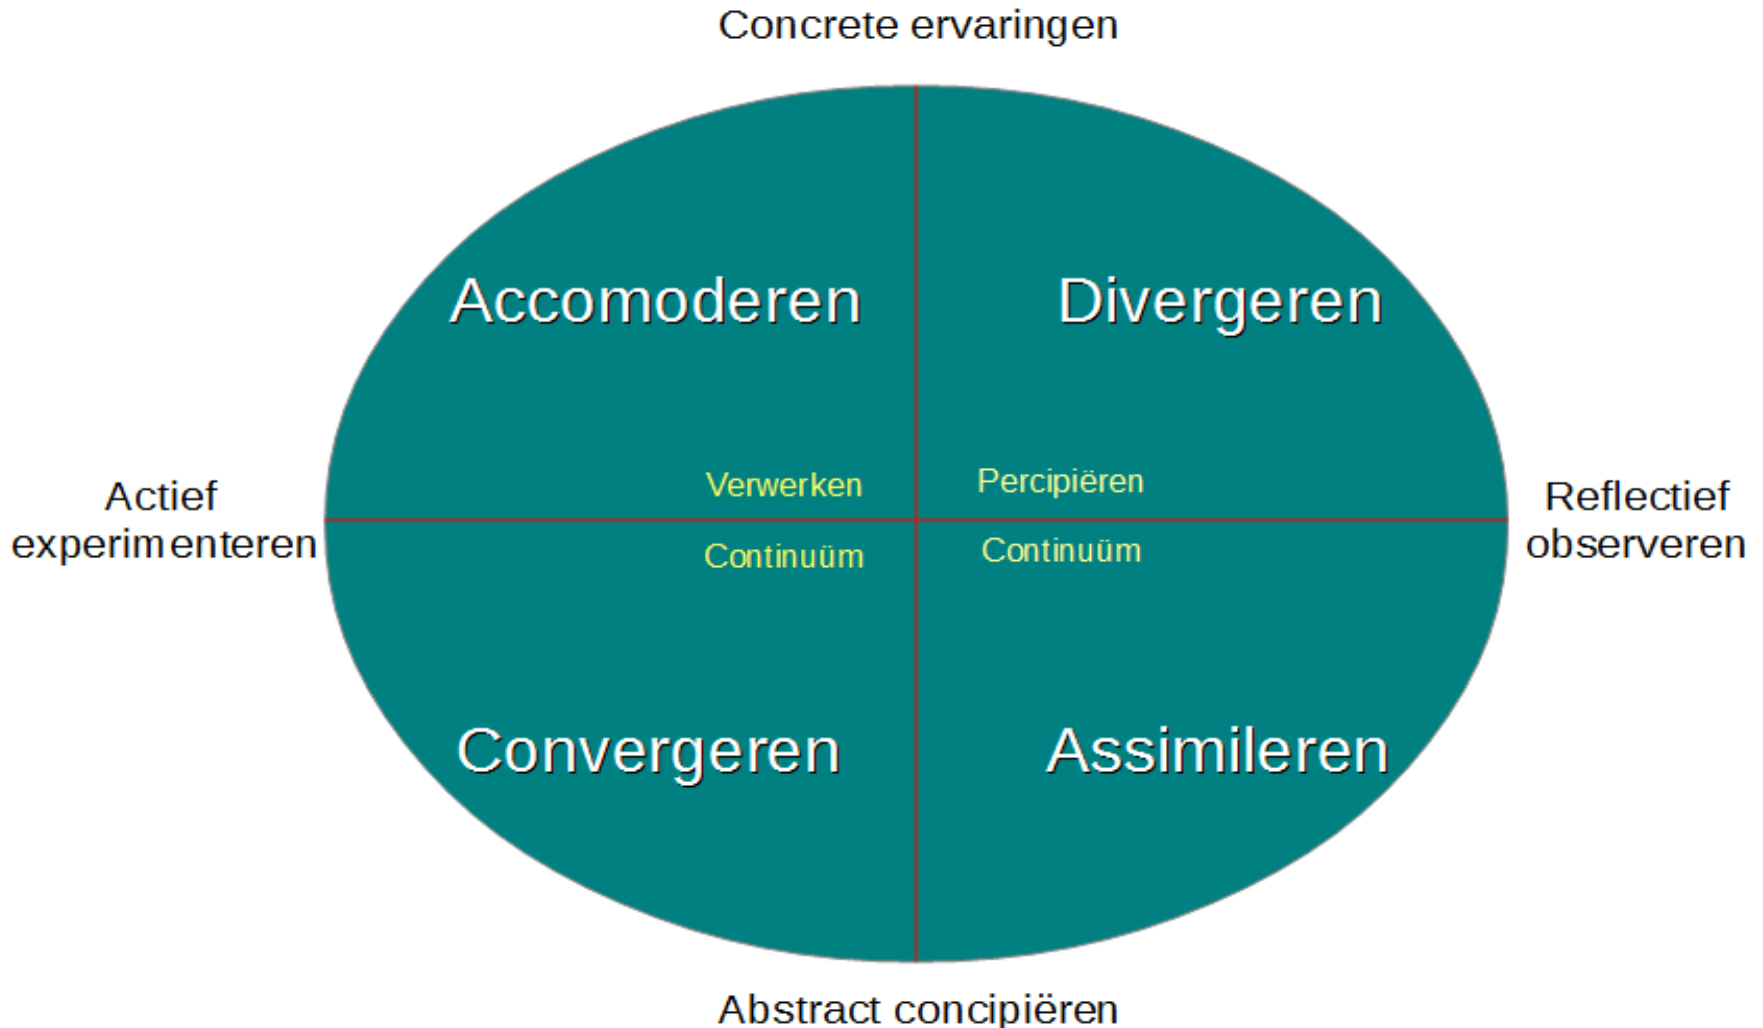 Concrete ervaringen
Accomoderen
Divergeren
Actief
experimenteren
Verwerken
Continuüm
Percipiëren
Continuüm
Reflectief
observeren
Convergeren
Assimileren
Abstract concipiëren